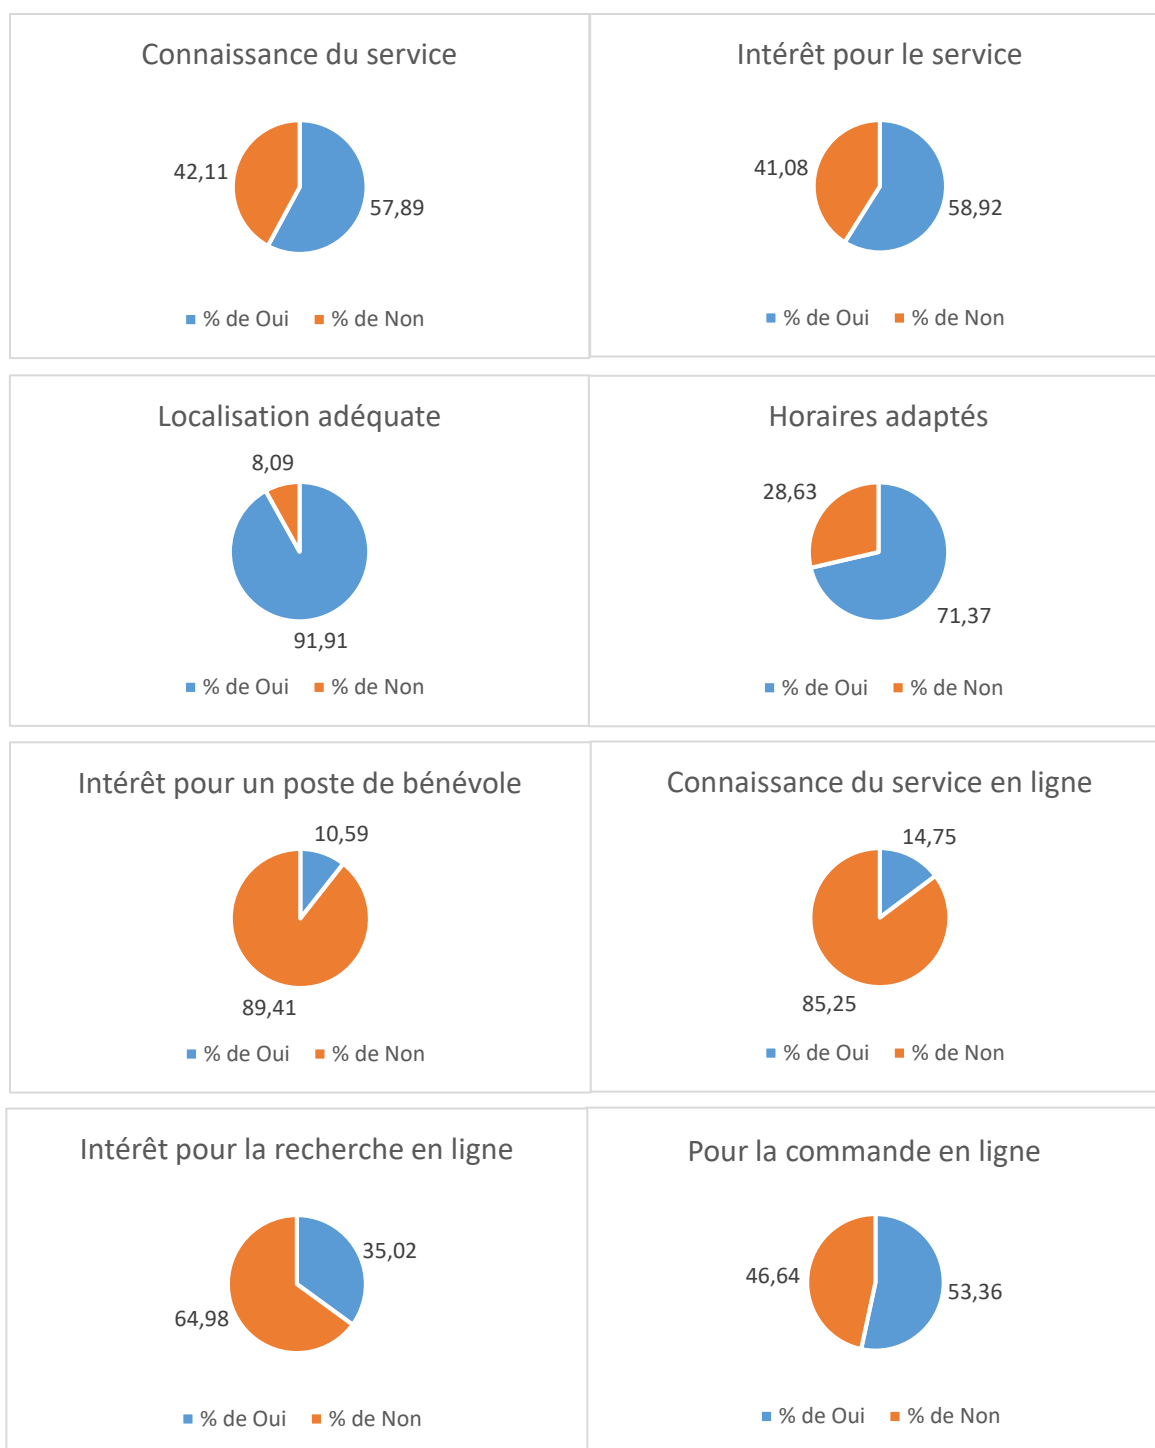 Connaissance du service
42,11
57,89
% de Oui % de Non
Intérêt pour le service
41,08
58,92
% de Oui % de Non
Localisation adéquate
8,09
91,91
% de Oui % de Non
Horaires adaptés
28,63
71,37
% de Oui % de Non
Intérêt pour un poste de bénévole
10,59
89,41
% de Oui % de Non
Connaissance du service en ligne
14,75
85,25
% de Oui % de Non
Intérêt pour la recherche en ligne
35,02
64,98
% de Oui % de Non
Pour la commande en ligne
46,64
53,36
% de Oui % de Non